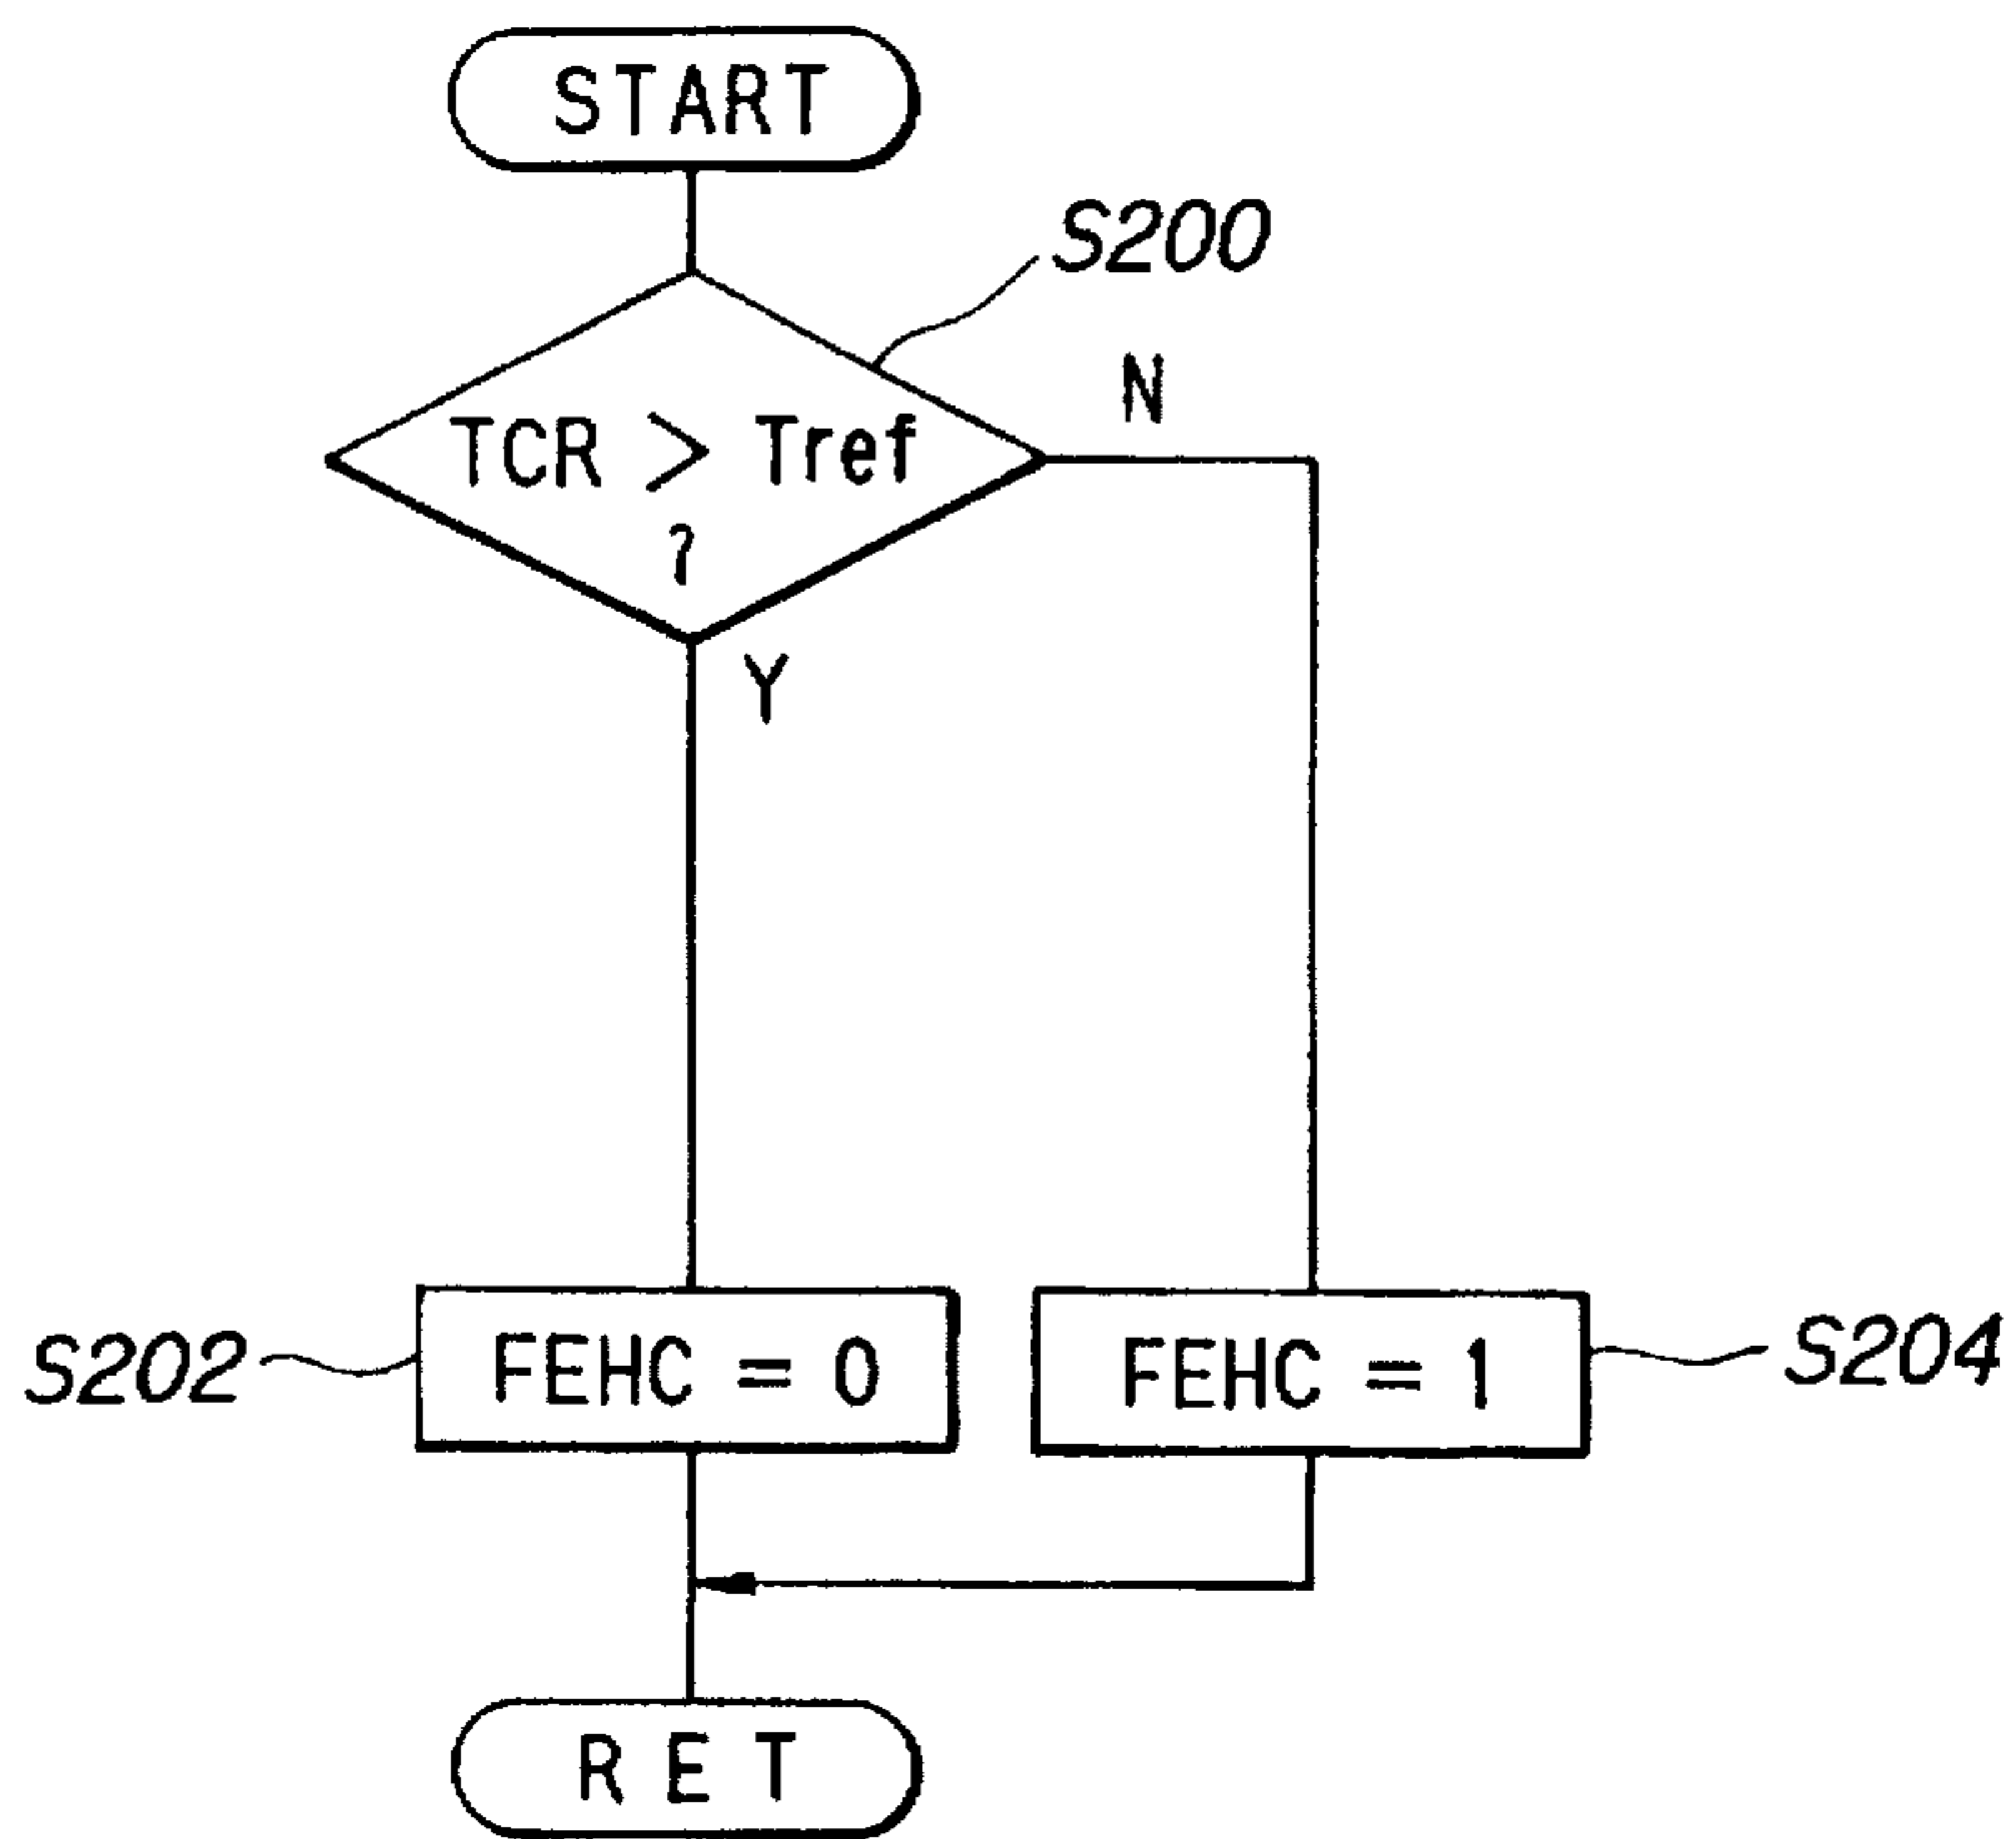 START
S200
N
TCR > Tref
?
Y
S202
FEHC = 0
FEHC = 1
S204
RET